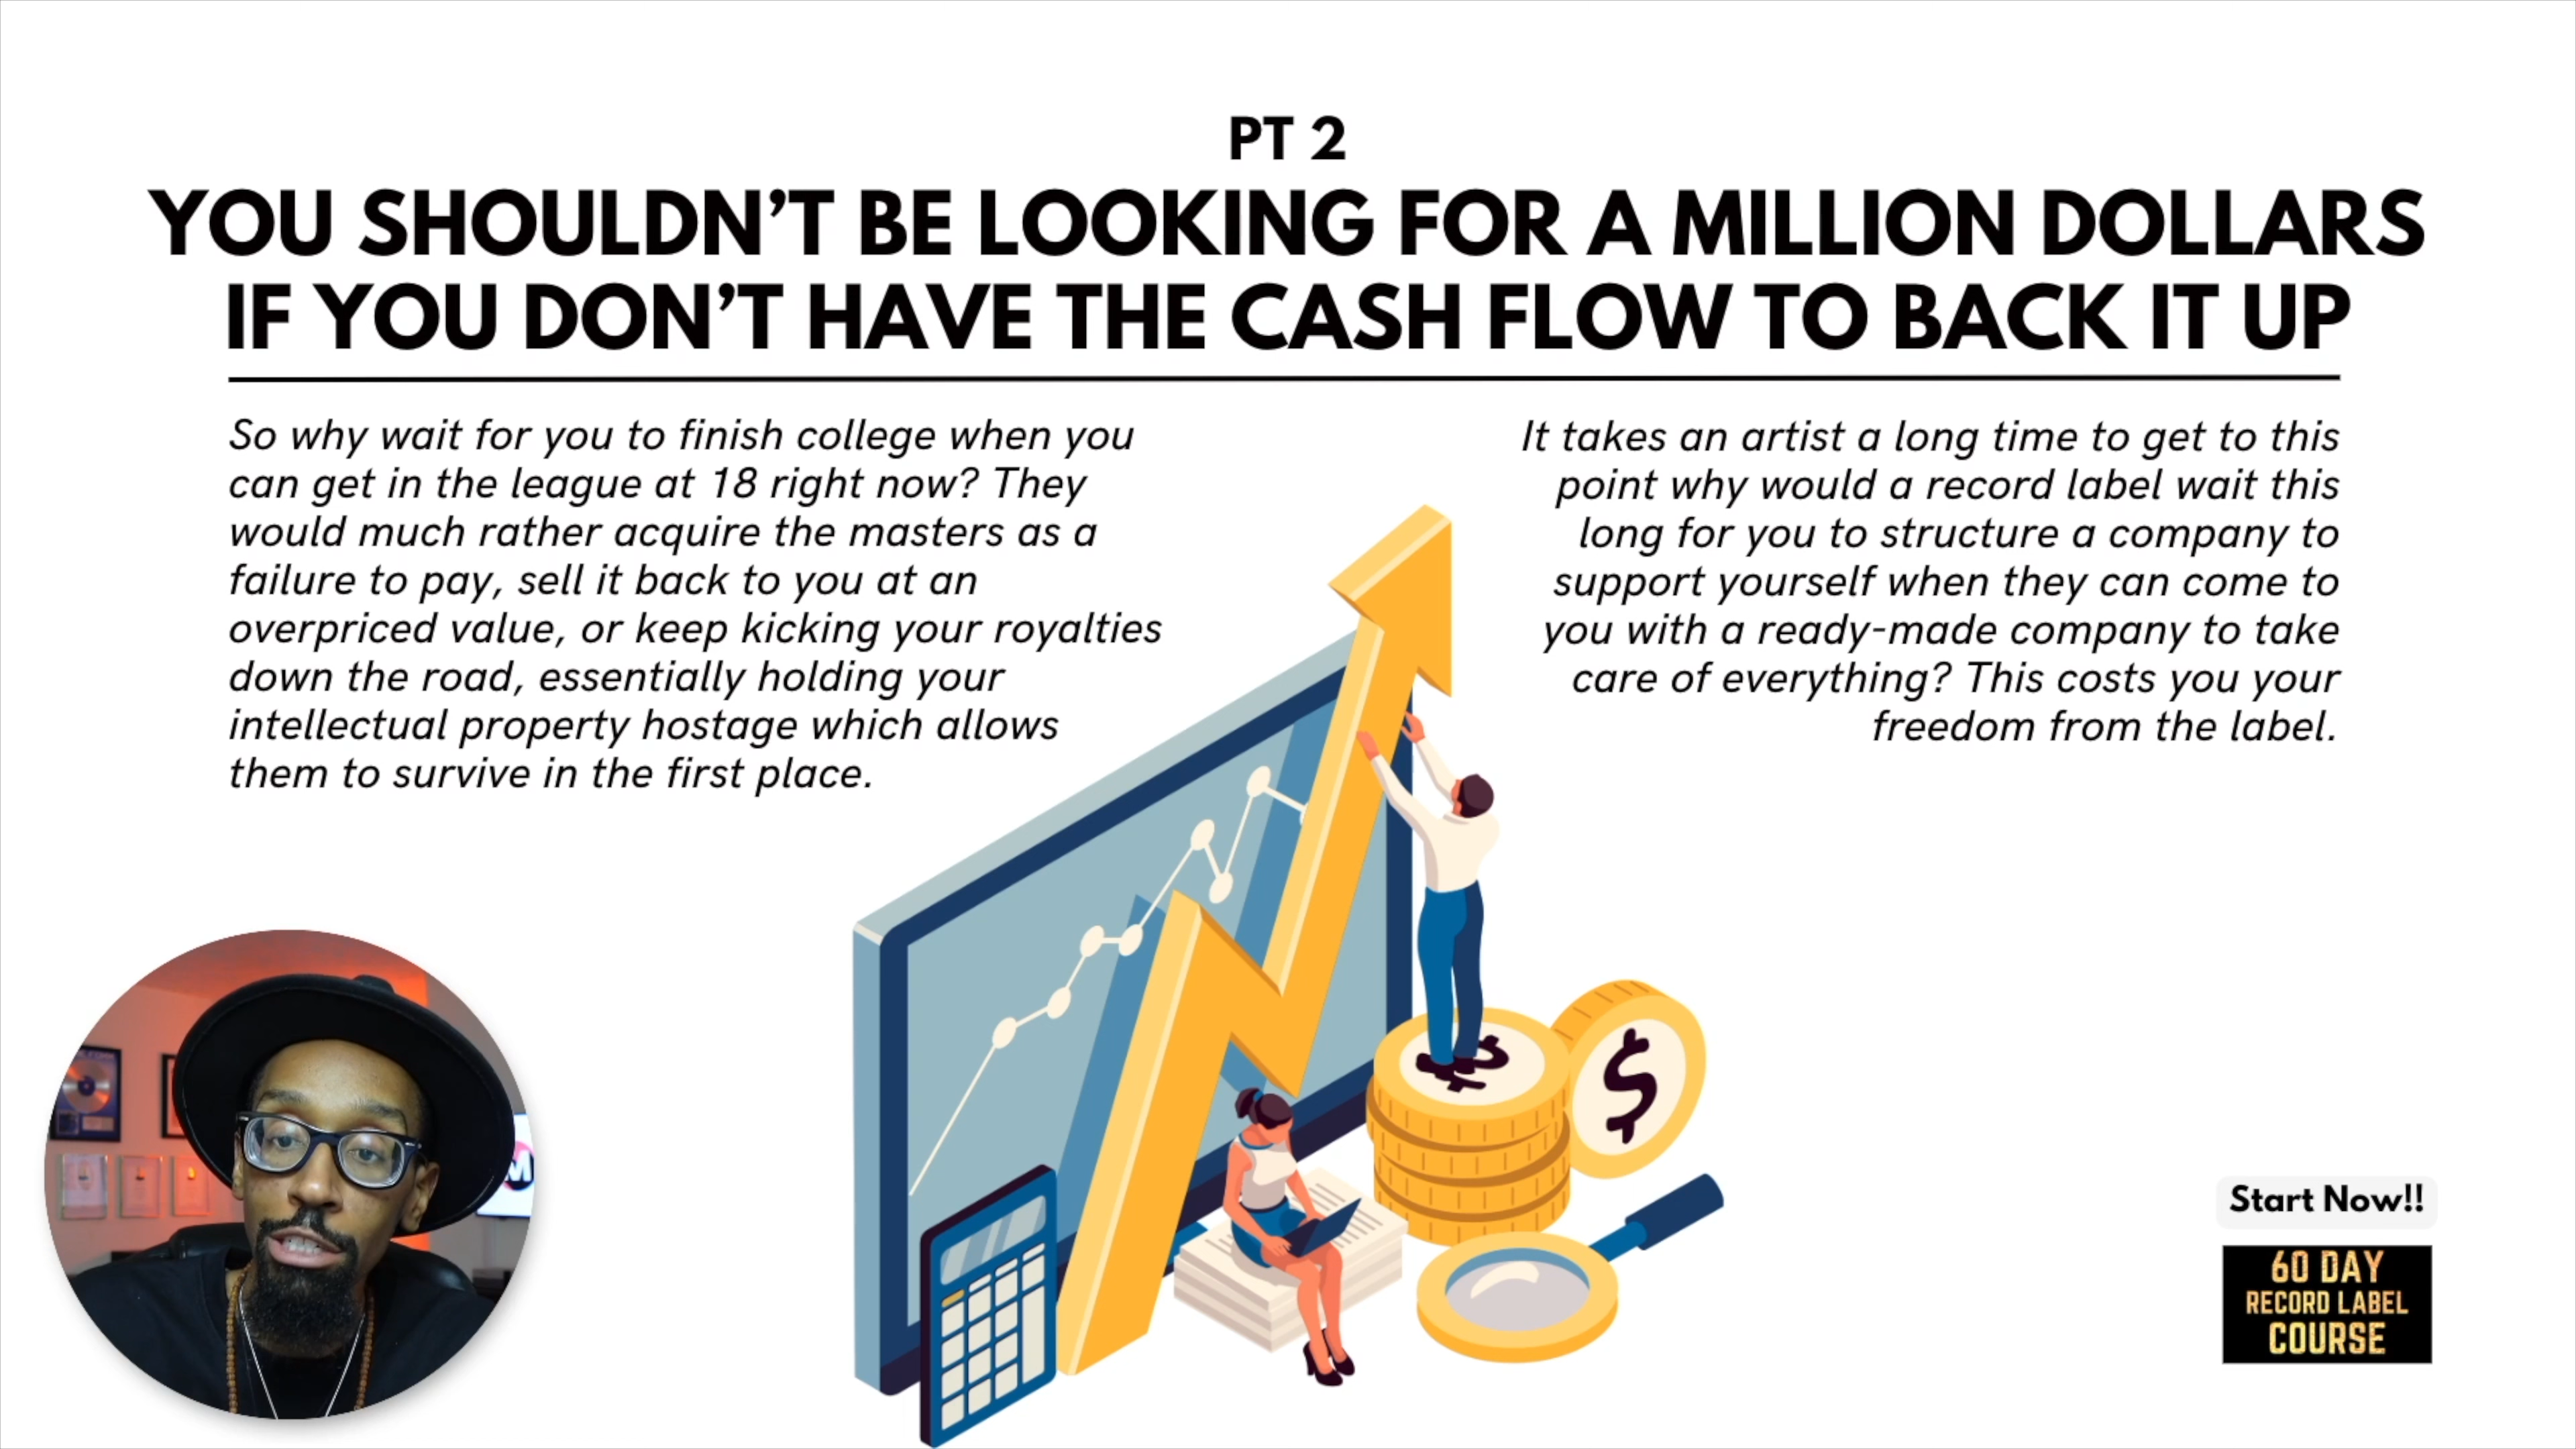 PT 2
YOU SHOULDN’T BE LOOKING FOR A MILLION DOLLARS
IF YOU DON’T HAVE THE CASH FLOW TO BACK IT UP
So why wait for you to finish college when you
can get in the league at 18 right now? They
would much rather acquire the masters as a
failure to pay, sell it back to you at an
overpriced value, or keep kicking your royalties
down the road, essentially holding your
intellectual property hostage which allows
them to survive in the first place.
It takes an artist a long time to get to this
point why would a record label wait this
long for you to structure a company to
support yourself when they can come to
you with a ready-made company to take
care of everything? This costs you your
freedom from the label.
$
$
M
Start Now!!
60 DAY
RECORD LABEL
COURSE